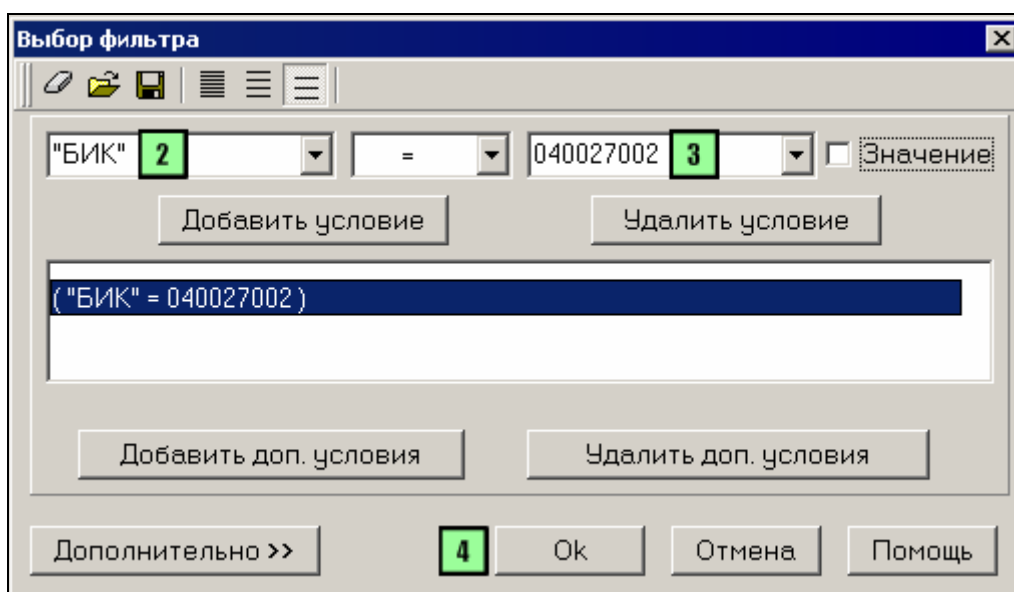 Выбор фильтра
"БИК" 2 = 040027002 3 Значение
Добавить условие Удалить условие
( "БИК" = 040027002 )
Добавить доп. условия Удалить доп. условия
Дополнительно >> 4 Ok Отмена Помощь